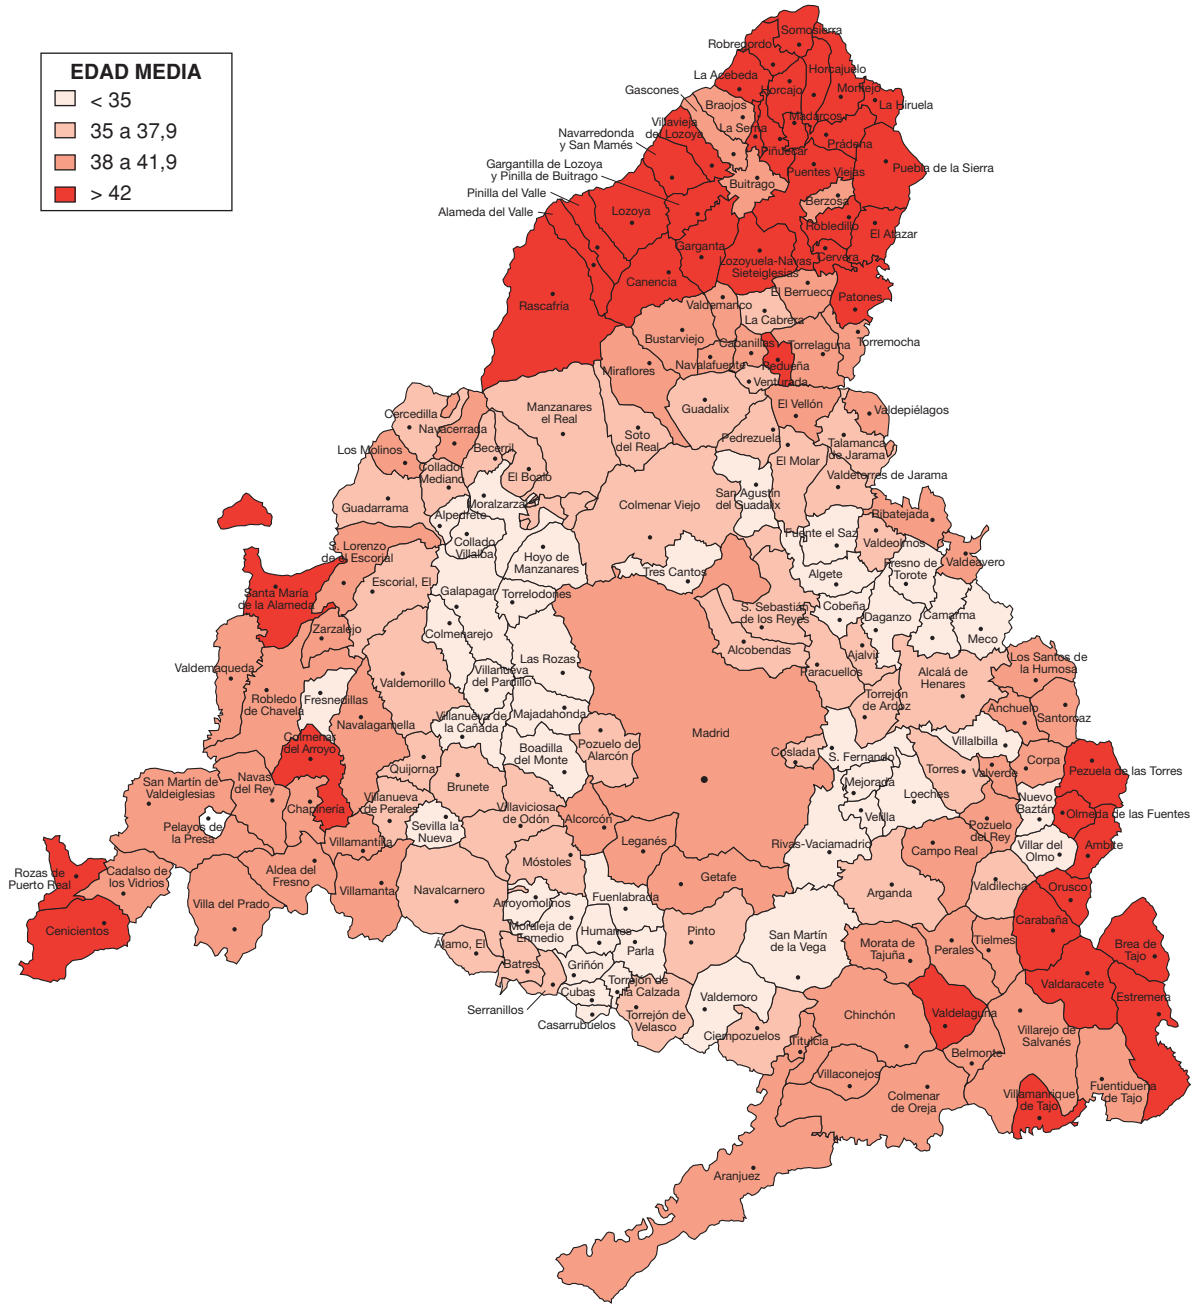 EDAD MEDIA
< 35
35 a 37,9
38 a 41,9
> 42
Somosierra
Robregordo
Horcajuelo
La Acebeda
Horcajo
Montejo
Gascones
Braojos
La Hiruela
Madarcos
Villavieja
del Lozoya
La Serna
Navarredonda
y San Mamés
Piñuécar
Prádena
Gargantilla de Lozoya
y Pinilla de Buitrago
Puentes Viejas
Puebla de la Sierra
Buitrago
Pinilla del Valle
Berzosa
Alameda del Valle
Lozoya
Robledillo
El Atazar
Garganta
Cervera
Lozoyuela-Navas
Sieteiglesias
Canencia
El Berrueco
Patones
Rascafría
Valdemanco
La Cabrera
Bustarviejo
Cabanillas
Torrelaguna
Torremocha
Navalafuente
Redueña
Miraflores
Venturada
Manzanares
el Real
Guadalix
El Vellón
Valdepiélagos
Cercedilla
Navacerrada
Soto
del Real
Pedrezuela
Talamanca
de Jarama
Los Molinos
Becerril
El Molar
Collado-
Mediano
El Boalo
Valdeterres de Jarama
Guadarrama
Moralzarzal
San Agustín
del Guadalix
Colmenar Viejo
Alpedrete
Ribatejada
Fuente el Saz
Valdeolmos
S. Lorenzo
de el Escorial
Collado
Villalba
Hoyo de
Manzanares
Fresno de
Torote
Valdeavero
Escorial, El
Tres Cantos
Algete
Santa María
de la Alameda
Galapagar
Torrelodones
S. Sebastián
de los Reyes
Cobeña
Daganzo
Camarma
Zarzalejo
Colmenarejo
Meco
Alcobendas
Ajalvir
Las Rozas
Los Santos de
la Humosa
Valdemaqueda
Villanueva
del Pardillo
Paracuellos
Alcalá de
Henares
Valdemorillo
Robledo
de Chavela
Fresnedillas
Torrejón
de Ardoz
Anchuelo
Santorcaz
Navalagamella
Villanueva de
la Cañada
Majadahonda
Madrid
Colmenar
del Arroyo
Villalbilla
Boadilla
del Monte
Pozuelo de
Alarcón
Coslada
S. Fernando
Corpa
Quijorna
Torres
Valverde
Pezuela de las Torres
San Martín de
Valdeiglesias
Navas
del Rey
Brunete
Mejorada
Loeches
Villanueva
de Perales
Nuevo
Baztán
Chapinería
Villaviciosa
de Odón
Velilla
Olmeda de las Fuentes
Pelayos de
la Presa
Sevilla la
Nueva
Alcorcón
Pozuelo
del Rey
Villamantilla
Leganés
Rivas-Vaciamadrid
Campo Real
Villar del
Olmo
Ambite
Móstoles
Rozas de
Puerto Real
Cadalso de
los Vidrios
Aldea del
Fresno
Getafe
Villamanta
Navalcarnero
Arganda
Valdilecha
Orusco
Villa del Prado
Arroyomolinos
Fuenlabrada
Carabaña
Cenicientos
Moraleja de
Enmedio
Humanes
Pinto
San Martín
de la Vega
Álamo, El
Parla
Morata de
Tajuña
Perales
Tielmes
Brea de
Tajo
Batres
Griñón
Torrejón de
la Calzada
Valdaracete
Cubas
Valdemoro
Estremera
Serranillos
Casarrubuelos
Torrejón de
Velasco
Chinchón
Valdelaguna
Ciempozuelos
Villarejo de
Salvanés
Titulcia
Belmonte
Villaconejos
Fuentidueña
de Tajo
Colmenar
de Oreja
Villamanrique
de Tajo
Aranjuez